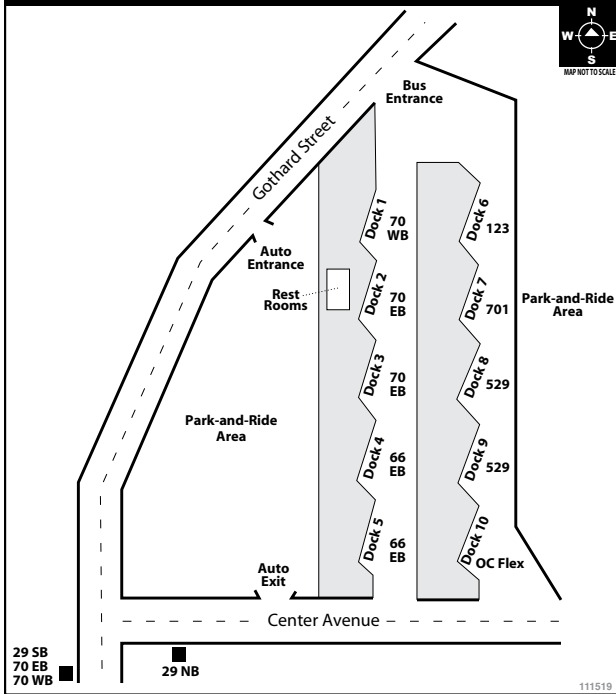 N
W E
S
MAP NOT TO SCALE
Bus
Entrance
Gothard Street
Auto
Entrance
Rest
Rooms
Dock 1
70
WB
Dock 2
70
EB
Dock 3
70
EB
Dock 4
66
EB
Dock 5
66
EB
Dock 6
123
Dock 7
701
Dock 8
529
Dock 9
529
Dock 10
OC Flex
Park-and-Ride
Area
Park-and-Ride
Area
Auto
Exit
Center Avenue
29 SB
70 EB
70 WB
29 NB
111519